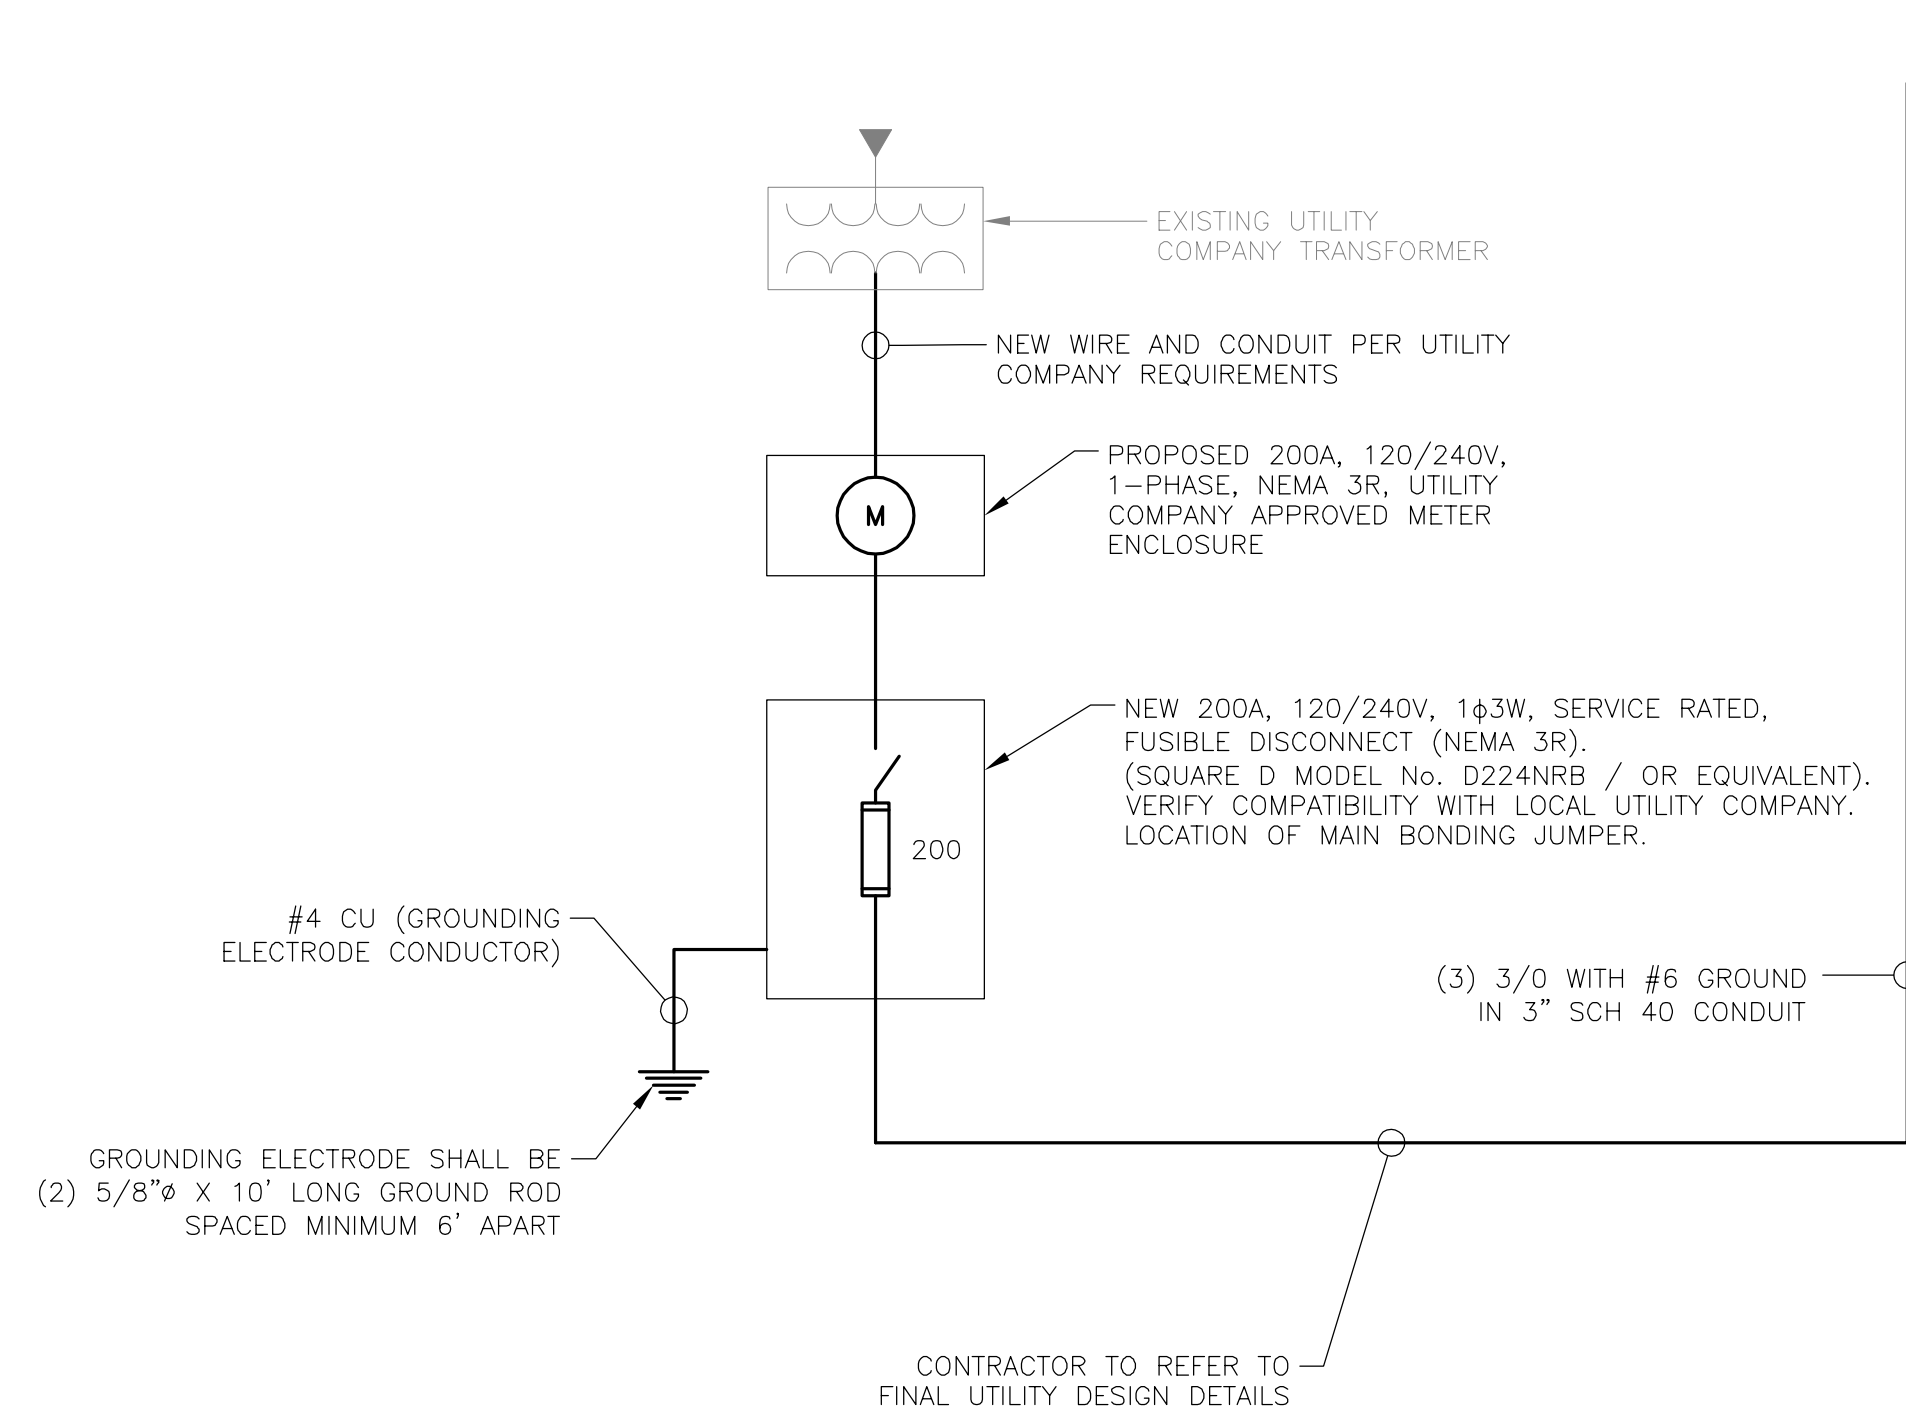 EXISTING UTILITY
COMPANY TRANSFORMER
NEW WIRE AND CONDUIT PER UTILITY
COMPANY REQUIREMENTS
PROPOSED 200A, 120/240V,
1-PHASE, NEMA 3R, UTILITY
COMPANY APPROVED METER
ENCLOSURE
M
NEW 200A, 120/240V, 1ϕ3W, SERVICE RATED,
FUSIBLE DISCONNECT (NEMA 3R).
(SQUARE D MODEL No. D224NRB / OR EQUIVALENT).
VERIFY COMPATIBILITY WITH LOCAL UTILITY COMPANY.
LOCATION OF MAIN BONDING JUMPER.
200
#4 CU (GROUNDING
ELECTRODE CONDUCTOR)
(3) 3/0 WITH #6 GROUND
IN 3" SCH 40 CONDUIT
GROUNDING ELECTRODE SHALL BE
(2) 5/8"ø X 10' LONG GROUND ROD
SPACED MINIMUM 6' APART
CONTRACTOR TO REFER TO
FINAL UTILITY DESIGN DETAILS